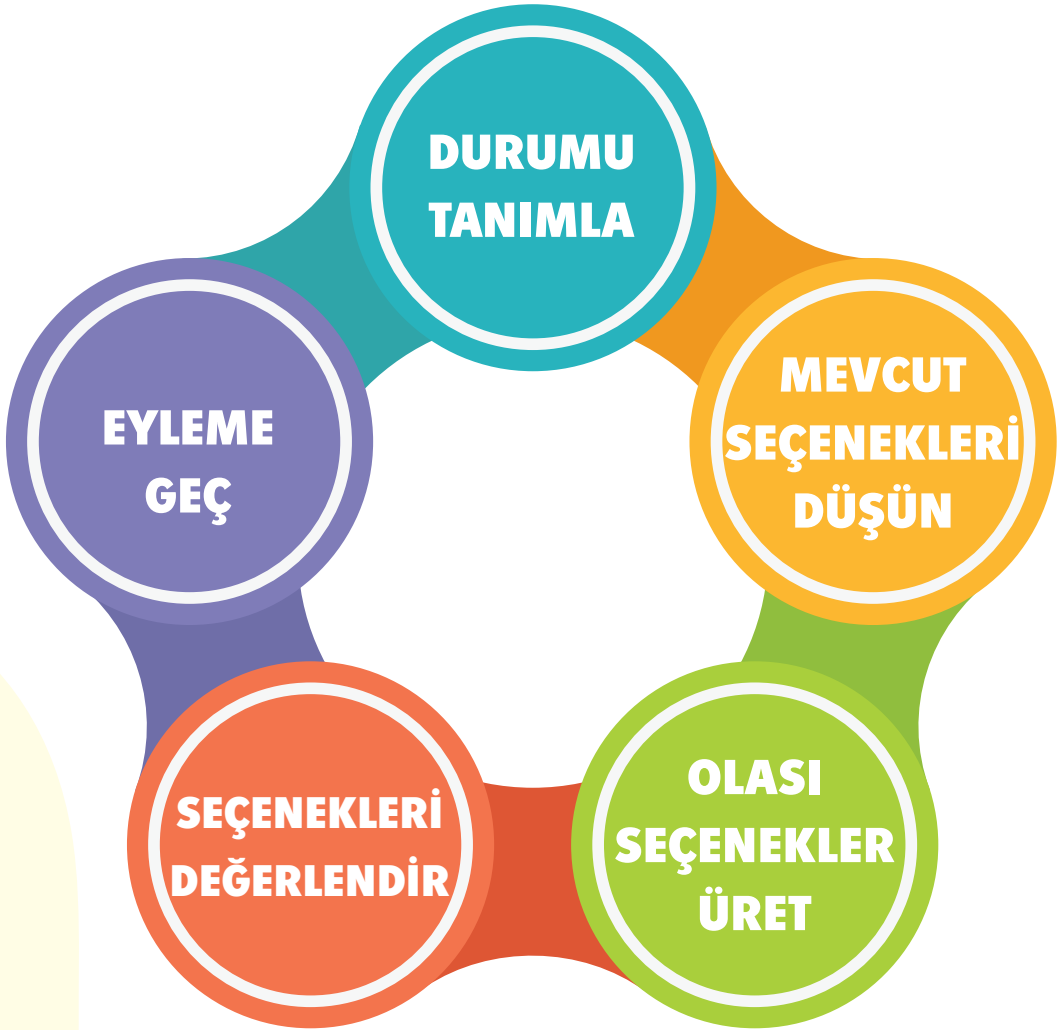 DURUMU
TANIMLA
MEVCUT
SEÇENEKLERİ
DÜŞÜN
OLASI
SEÇENEKLER
ÜRET
SEÇENEKLERİ
DEĞERLENDİR
EYLEME
GEÇ